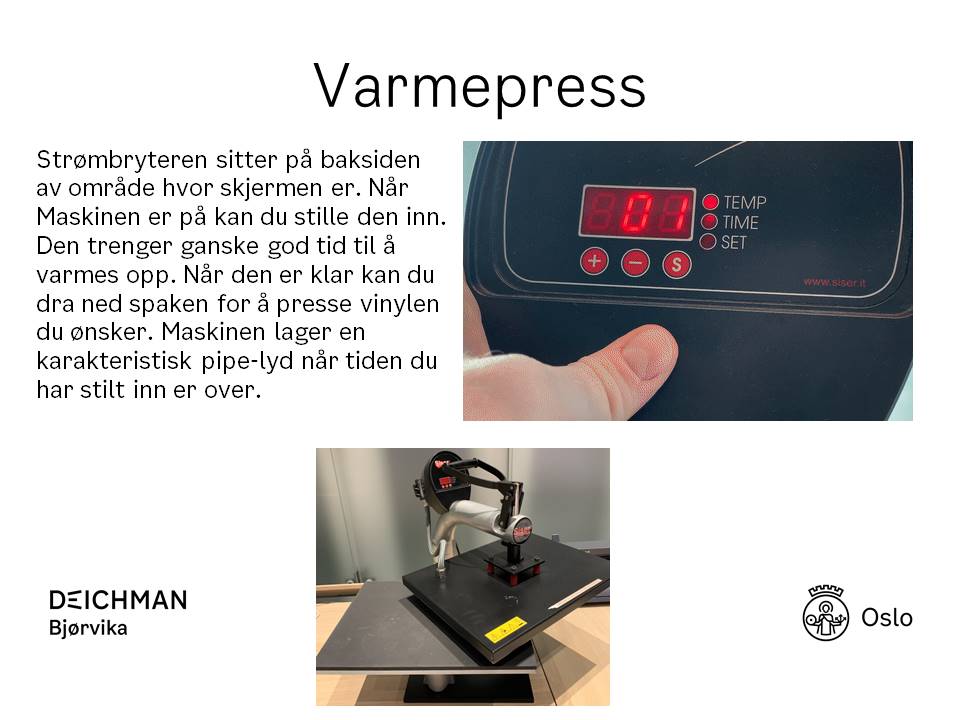 Varmepress
Strømbryteren sitter på baksiden
av område hvor skjermen er. Når
Maskinen er på kan du stille den inn.
Den trenger ganske god tid til å
varmes opp. Når den er klar kan du
dra ned spaken for å presse vinylen
du ønsker. Maskinen lager en
karakteristisk pipe-lyd når tiden du
har stilt inn er over.
01
TEMP
TIME
SET
+ − S
www.siser.it
DEICHMAN
Bjørvika
Oslo